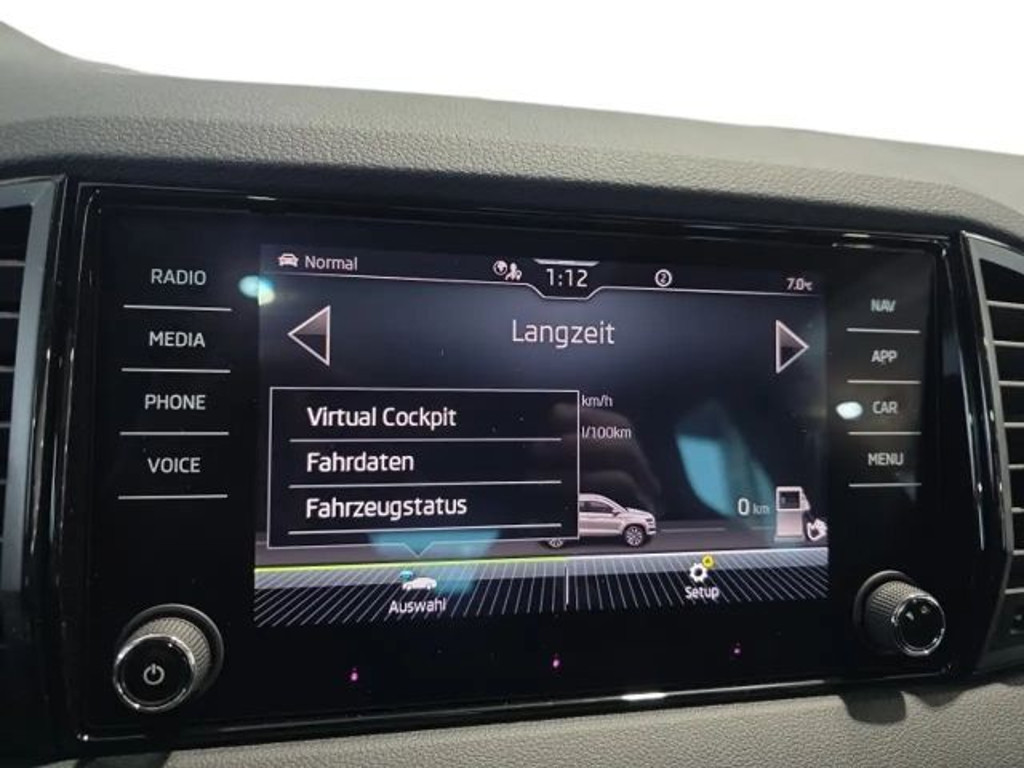 RADIO
MEDIA
PHONE
VOICE
Normal
1:12
2
7.0°C
Langzeit
Virtual Cockpit
Fahrdaten
Fahrzeugstatus
km/h
l/100km
0 km
Auswahl
Setup
NAV
APP
CAR
MENU